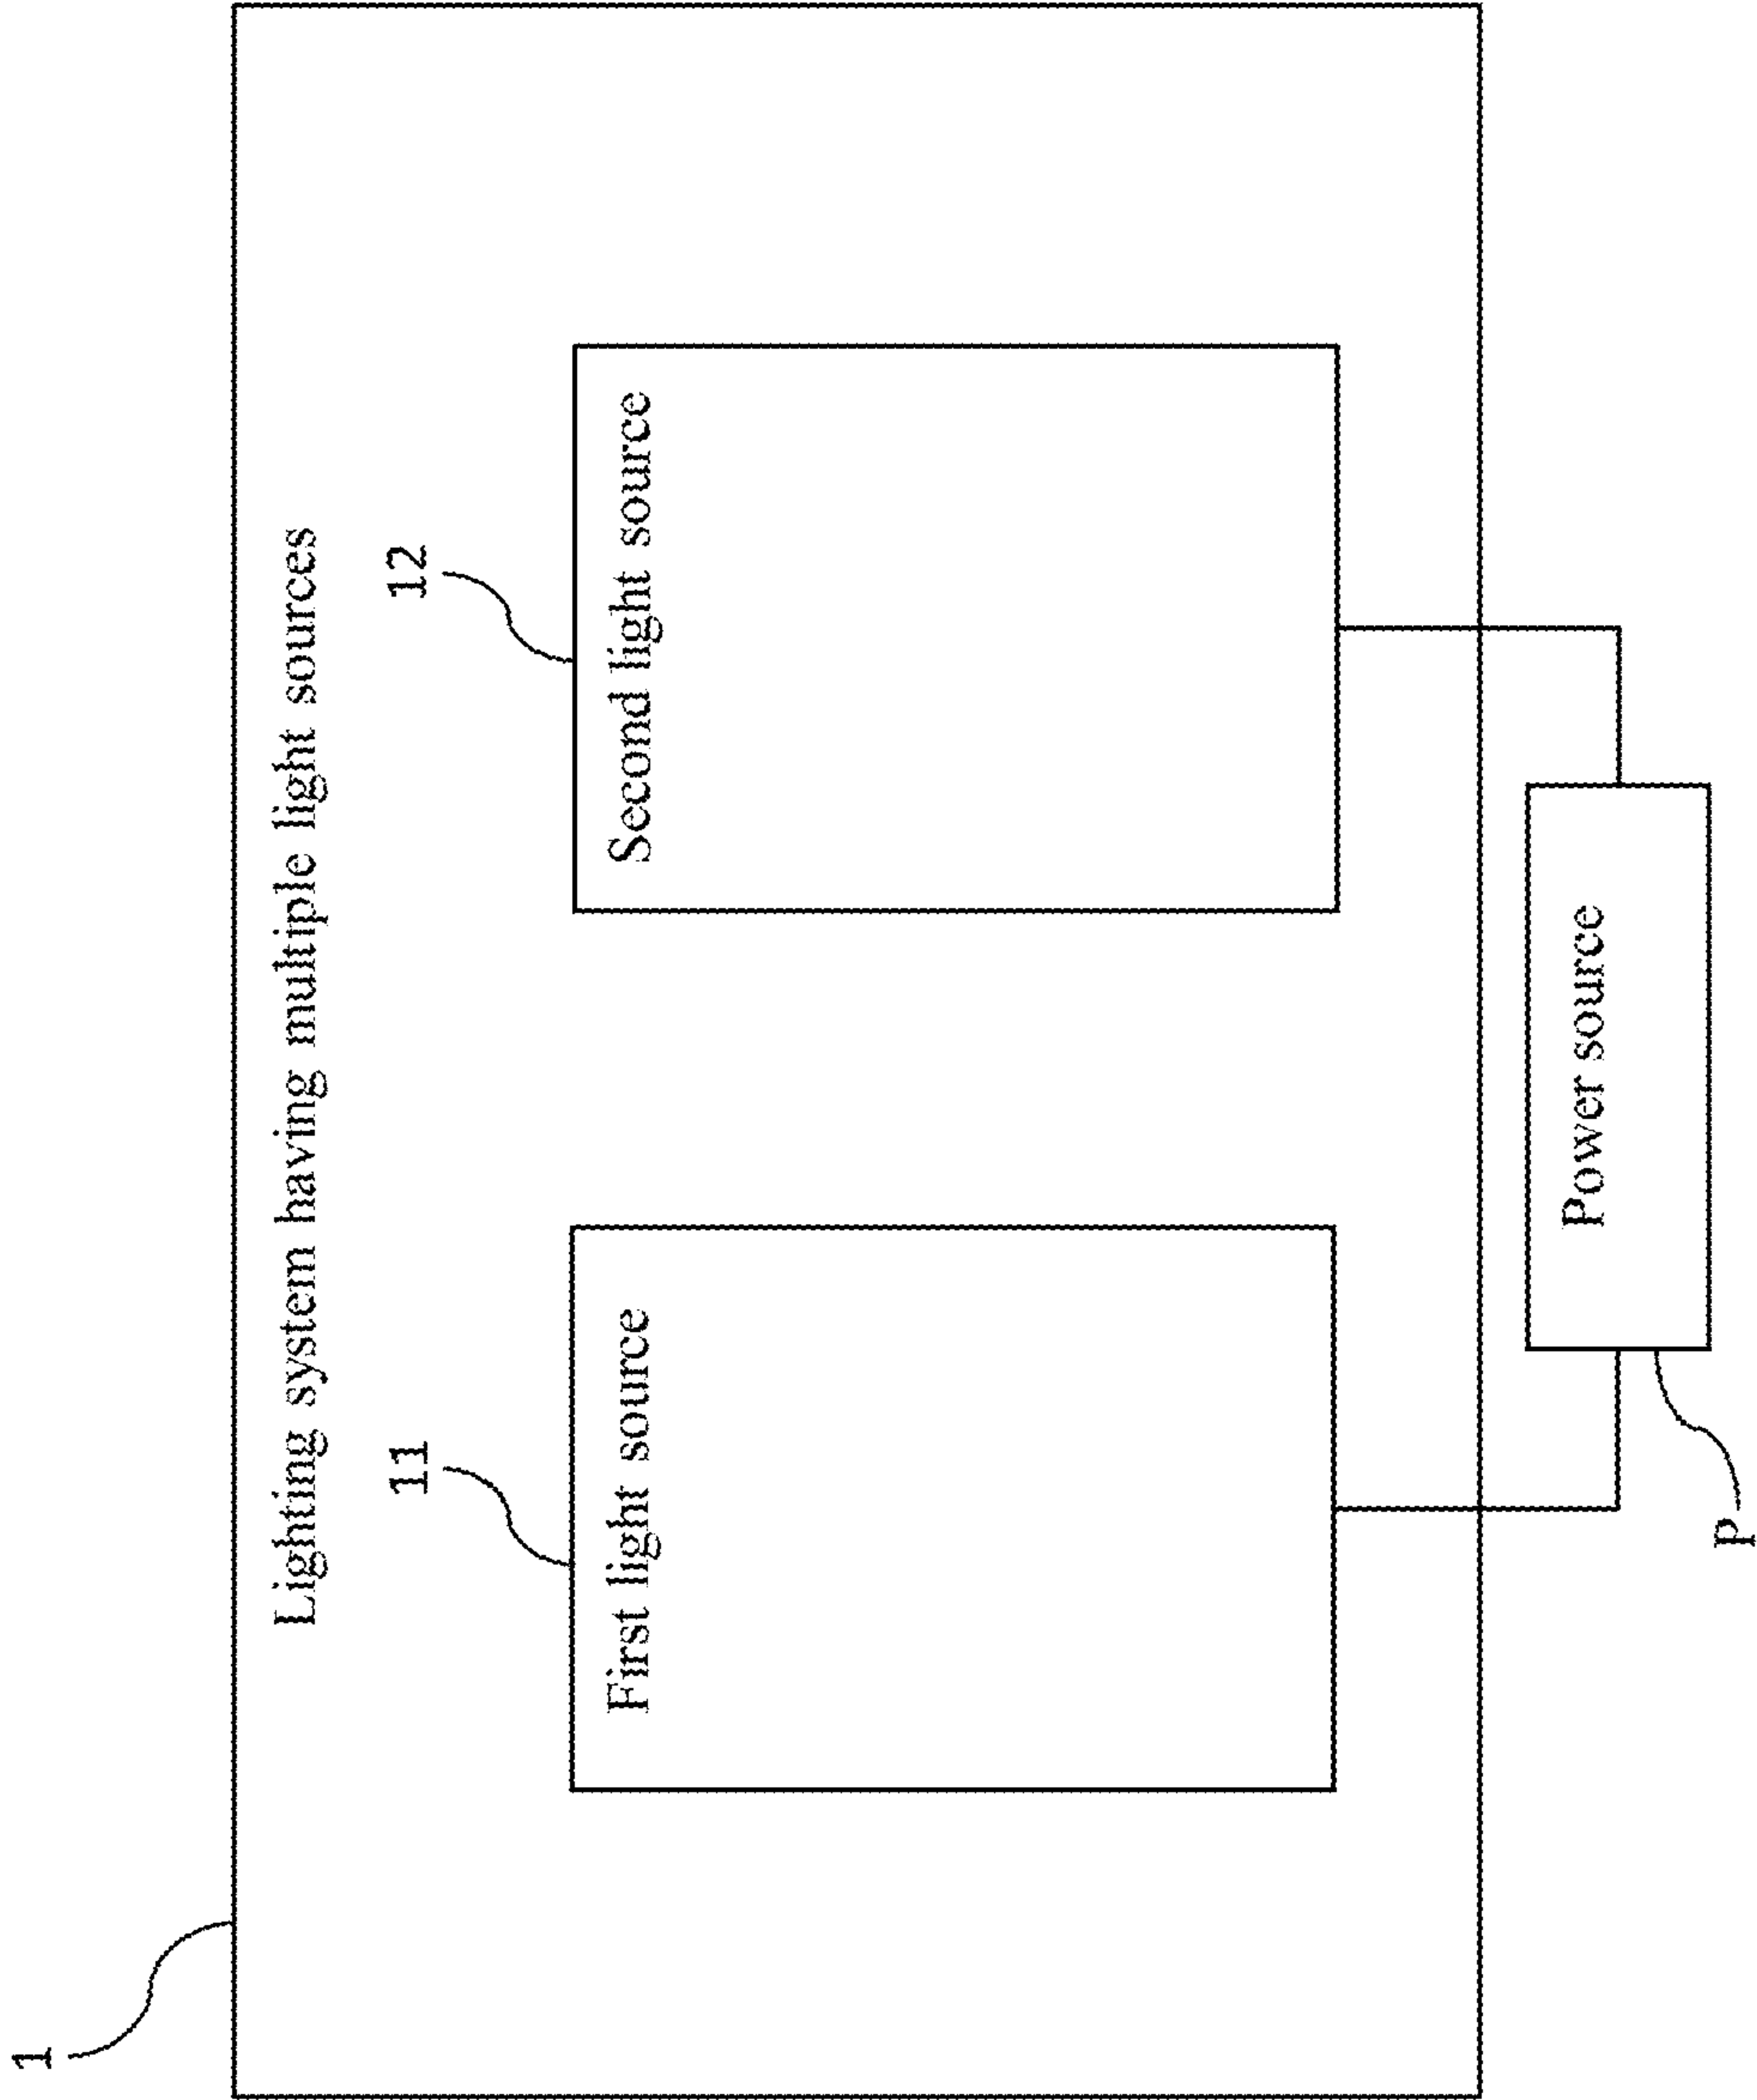 1
Lighting system having multiple light sources
11
12
First light source
Second light source
Power source
P